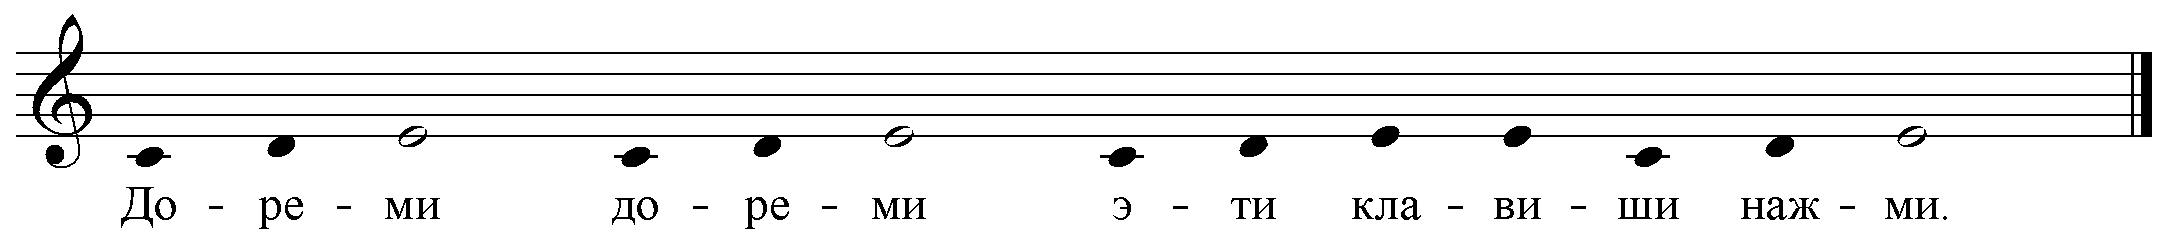 До - ре - ми до - ре - ми э - ти кла - ви - ши наж - ми.